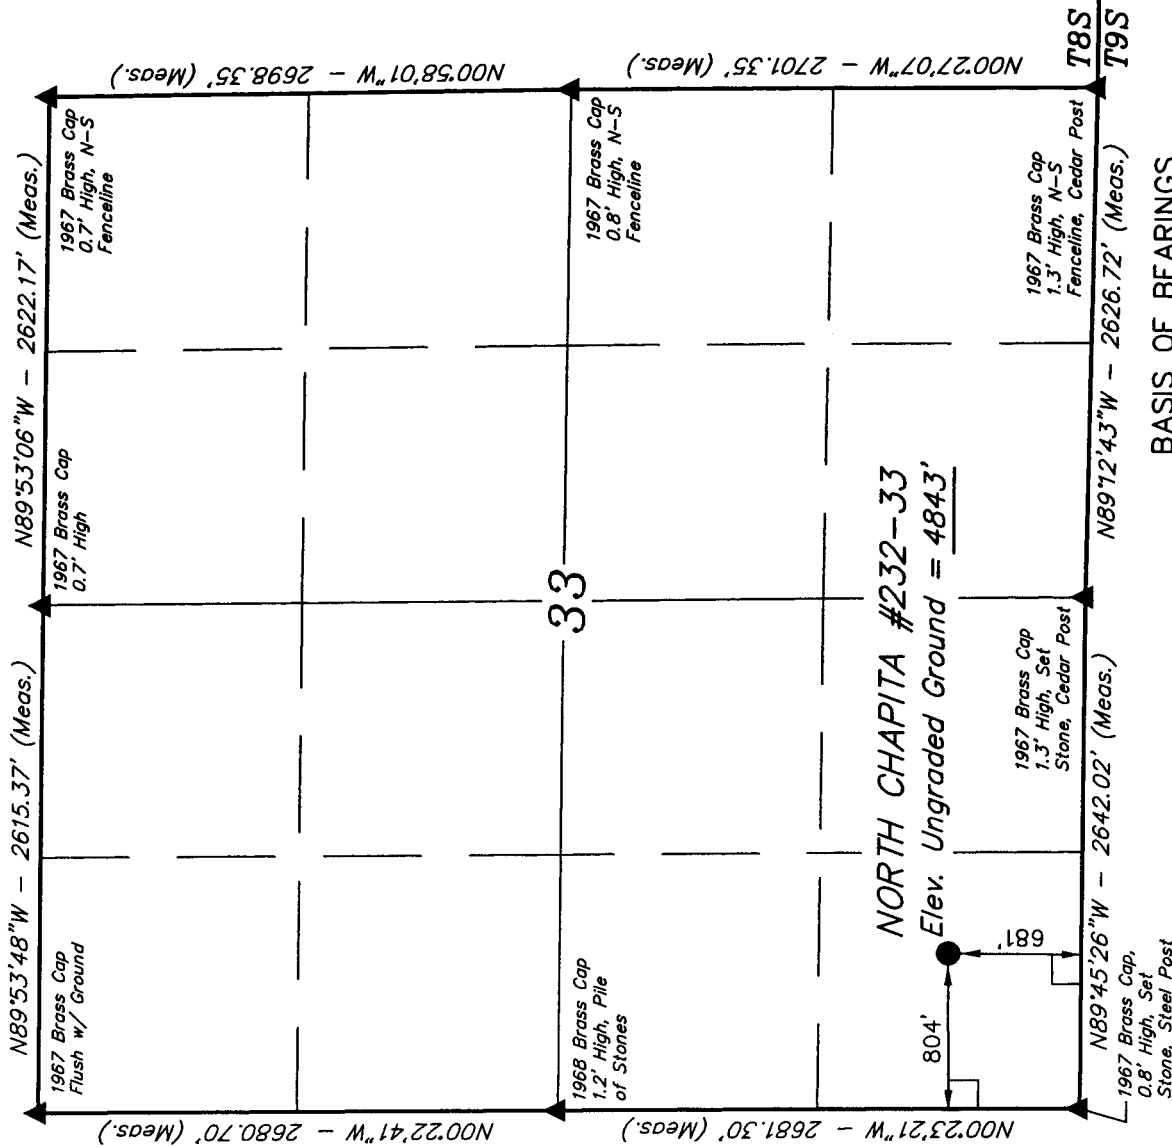 N89°53'48"W - 2615.37' (Meas.)
N89°53'06"W - 2622.17' (Meas.)
1967 Brass Cap
Flush w/ Ground
1967 Brass Cap
0.7' High
1967 Brass Cap
0.7' High, N-S
Fenceline
N00°22'41"W - 2680.70' (Meas.)
N00°58'01"W - 2698.35' (Meas.)
33
1968 Brass Cap
1.2' High, Pile
of Stones
1967 Brass Cap
0.8' High, N-S
Fenceline
N00°23'21"W - 2681.30' (Meas.)
N00°27'07"W - 2701.35' (Meas.)
NORTH CHAPITA #232-33
Elev. Ungraded Ground = 4843'
804'
681'
1967 Brass Cap
1.3' High, Set
Stone, Cedar Post
1967 Brass Cap
1.3' High, N-S
Fenceline, Cedar Post
T8S
T9S
N89°45'26"W - 2642.02' (Meas.)
N89°12'43"W - 2626.72' (Meas.)
1967 Brass Cap,
0.8' High, Set
Stone, Steel Post
BASIS OF BEARINGS